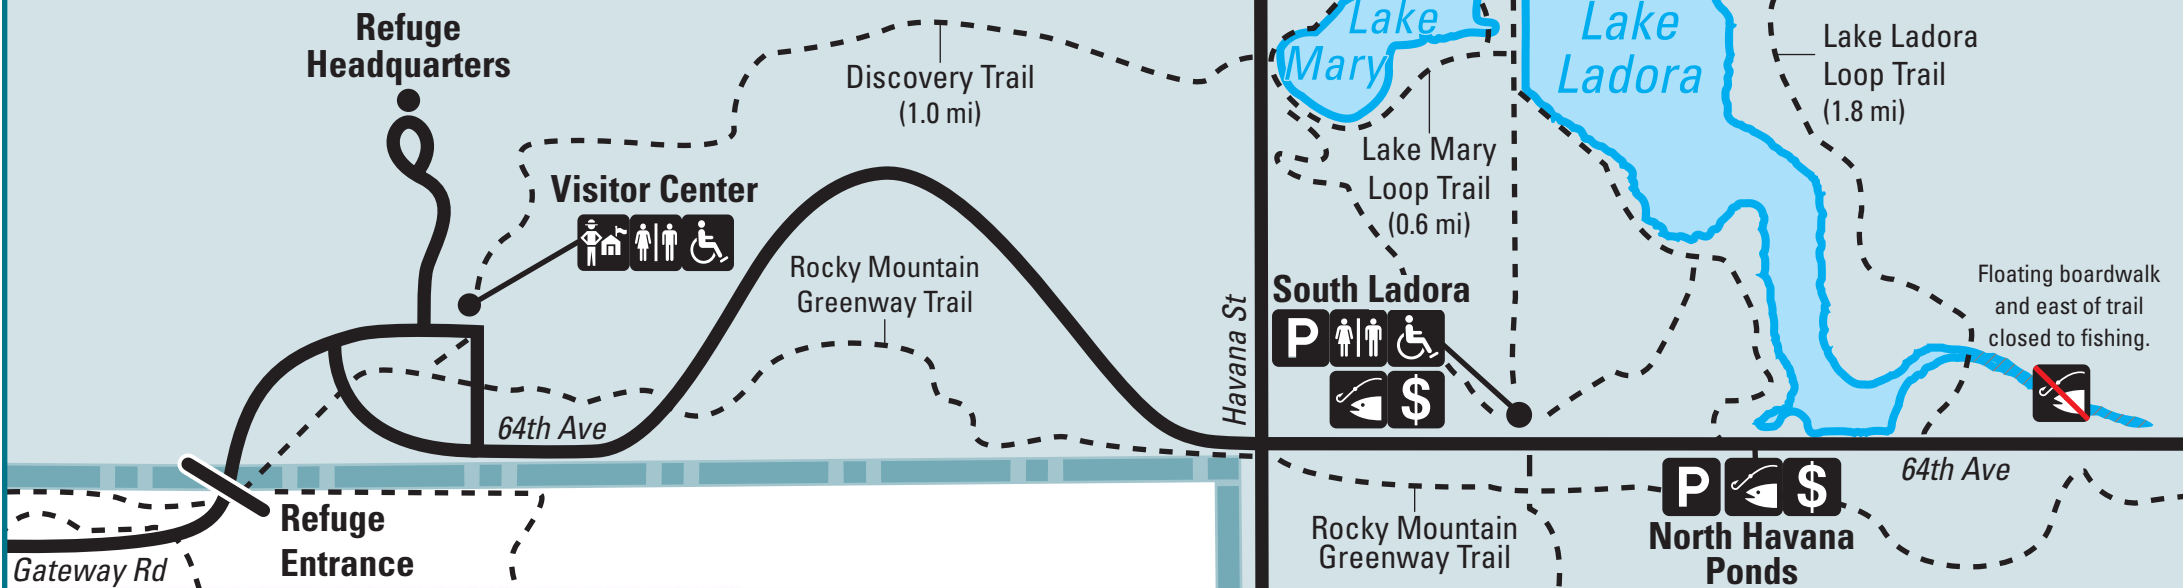 Refuge
Headquarters
Discovery Trail
(1.0 mi)
Lake
Mary
Lake
Ladora
Lake Ladora
Loop Trail
(1.8 mi)
Lake Mary
Loop Trail
(0.6 mi)
Visitor Center
Rocky Mountain
Greenway Trail
Havana St
South Ladora
P
$
Floating boardwalk
and east of trail
closed to fishing.
64th Ave
64th Ave
P
$
North Havana
Ponds
Rocky Mountain
Greenway Trail
Refuge
Entrance
Gateway Rd